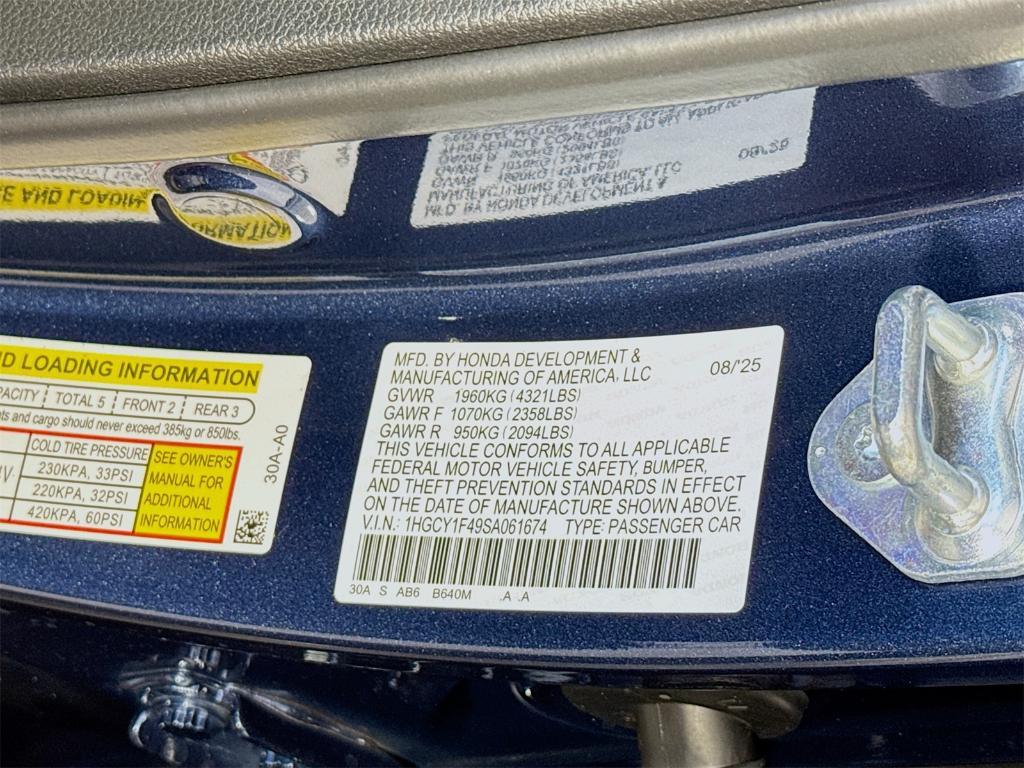 ND LOADING INFORMATION
TOTAL 5 FRONT 2 REAR 3
and cargo should never exceed 385kg or 850lbs.
COLD TIRE PRESSURE
230KPA, 33PSI
220KPA, 32PSI
420KPA, 60PSI
SEE OWNER'S
MANUAL FOR
ADDITIONAL
INFORMATION
30A-A0
MFD. BY HONDA DEVELOPMENT &
MANUFACTURING OF AMERICA, LLC 08/'25
GVWR 1960KG (4321LBS)
GAWR F 1070KG (2358LBS)
GAWR R 950KG (2094LBS)
THIS VEHICLE CONFORMS TO ALL APPLICABLE
FEDERAL MOTOR VEHICLE SAFETY, BUMPER,
AND THEFT PREVENTION STANDARDS IN EFFECT
ON THE DATE OF MANUFACTURE SHOWN ABOVE.
V.I.N.: 1HGCY1F49SA061674 TYPE: PASSENGER CAR
30A S AB6 B640M .A .A